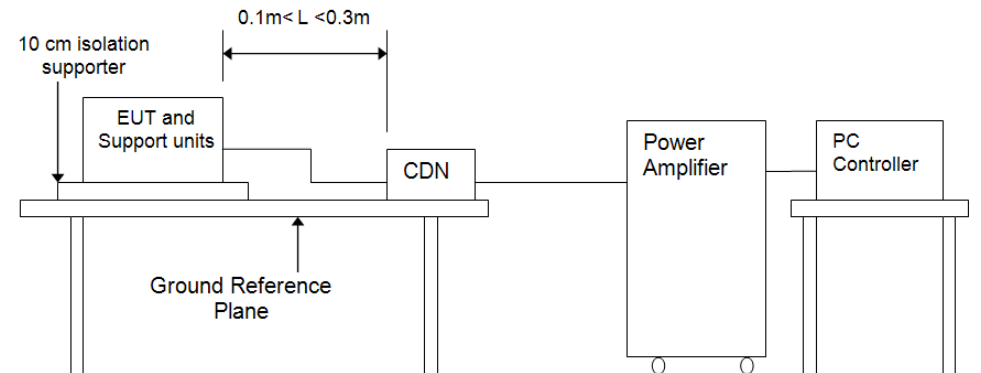 0.1m< L <0.3m
10 cm isolation
supporter
EUT and
Support units
CDN
Power
Amplifier
PC
Controller
Ground Reference
Plane